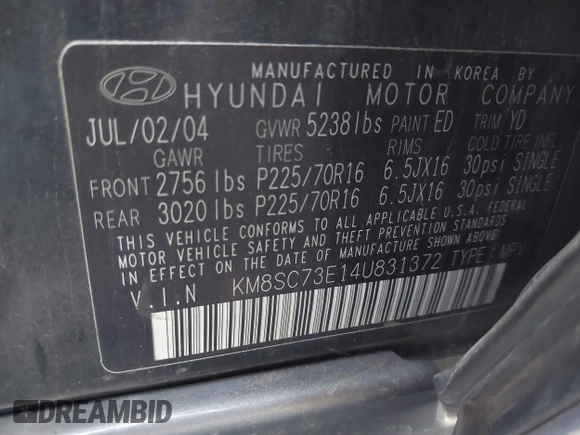 MANUFACTURED IN KOREA BY
HYUNDAI MOTOR COMPANY
JUL/02/04 GVWR 5238lbs PAINT ED TRIM YD
GAWR TIRES RIMS COLD TIRE INFL.
FRONT 2756 lbs P225/70R16 6.5JX16 30psi SINGLE
REAR 3020 lbs P225/70R16 6.5JX16 30psi SINGLE
THIS VEHICLE CONFORMS TO ALL APPLICABLE U.S.A. FEDERAL
MOTOR VEHICLE SAFETY AND BUMPER STANDARDS
IN EFFECT ON THE DATE OF MANUFACTURE SHOWN ABOVE.
V.I.N KM8SC73E14U831372 TYPE : MPV
DREAMBID